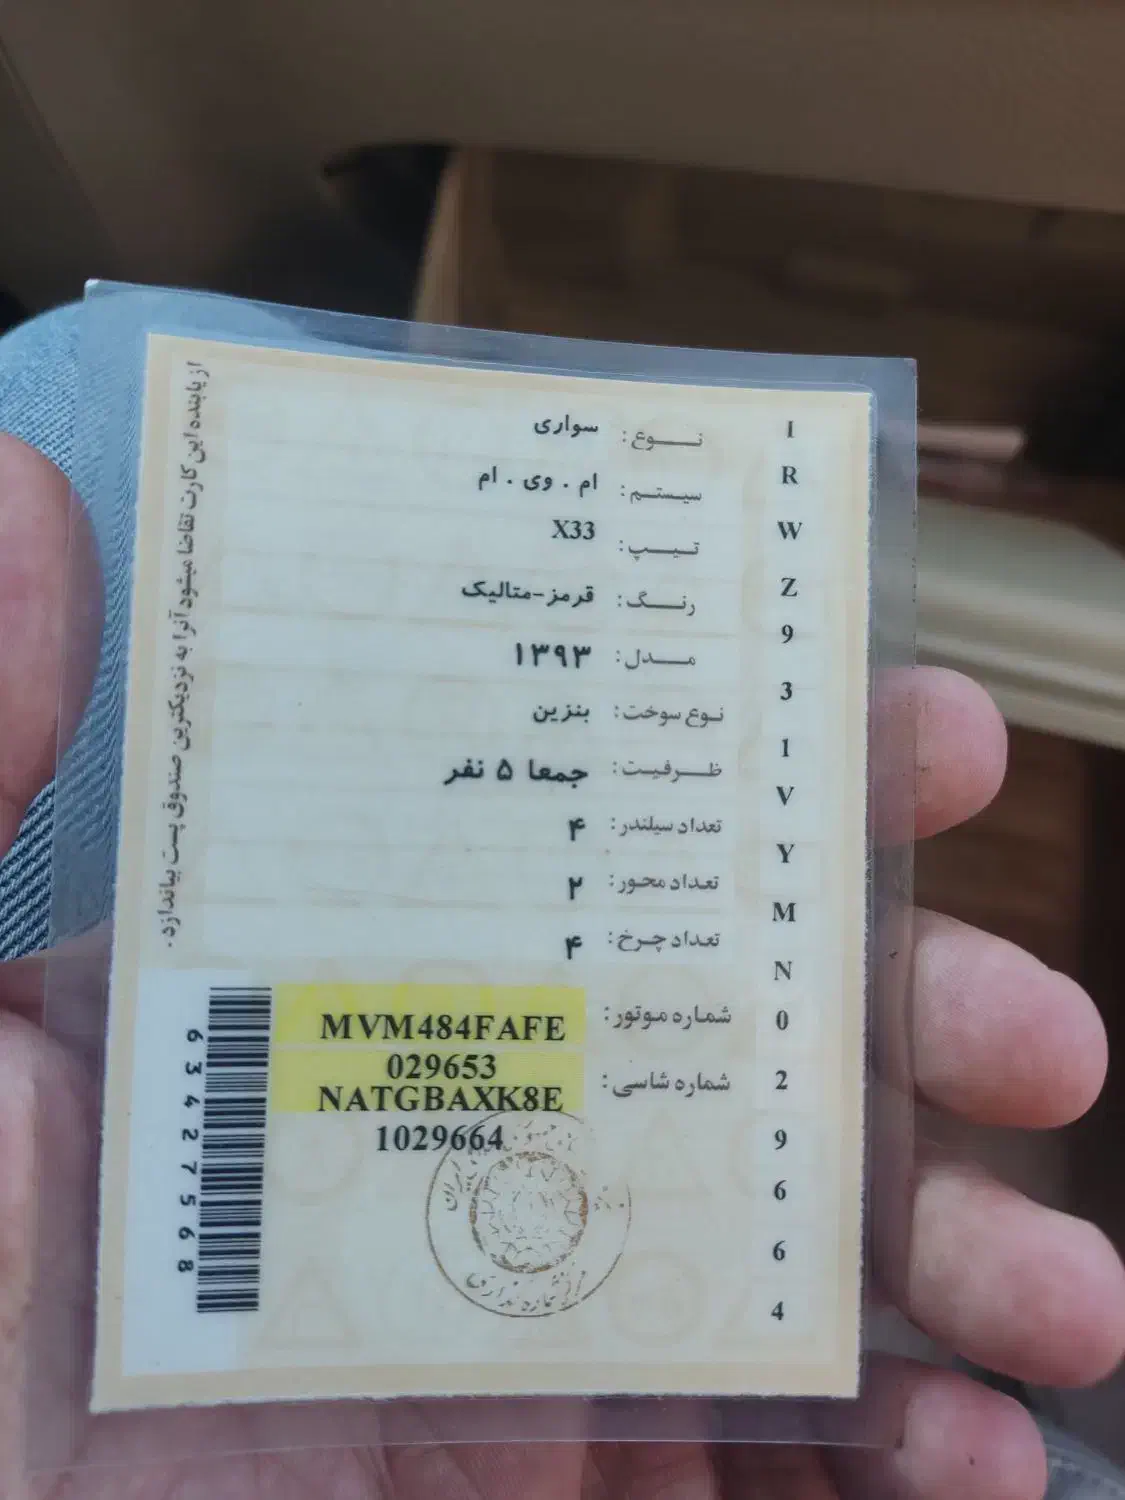 نوع: سواری
سیستم: ام . وی . ام
تیپ: X33
رنگ: قرمز-متالیک
مدل: ۱۳۹۳
نوع سوخت: بنزین
ظرفیت: جمعا ۵ نفر
تعداد سیلندر: ۴
تعداد محور: ۲
تعداد چرخ: ۴
شماره موتور: MVM484FAFE
029653
شماره شاسی: NATGBAXK8E
1029664
I
R
W
Z
9
3
1
V
Y
M
N
0
2
9
6
6
4
از یابنده این کارت تقاضا میشود آنرا به نزدیکترین صندوق پست بیاندازد.
634275688